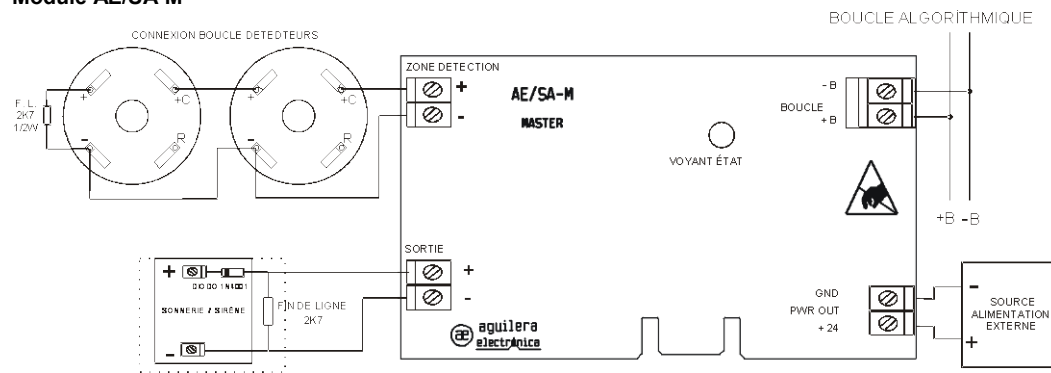 Module AE/SA-M
BOUCLE ALGORÍTHMIQUE
CONNEXION BOUCLE DETEDTEURS
F.L.
2K7
1/2W
+
-
+C
R
+
-
+C
R
ZONE DETECTION
+
-
AE/SA-M
MASTER
VOYANT ÉTAT
- B
BOUCLE
+ B
+B -B
SORTIE
+
-
+
DIODO 1N4001
SONNERIE / SIRÈNE
-
FIN DE LIGNE
2K7
ae aguilera
electrónica
GND
PWR OUT
+ 24
-
+
SOURCE
ALIMENTATION
EXTERNE